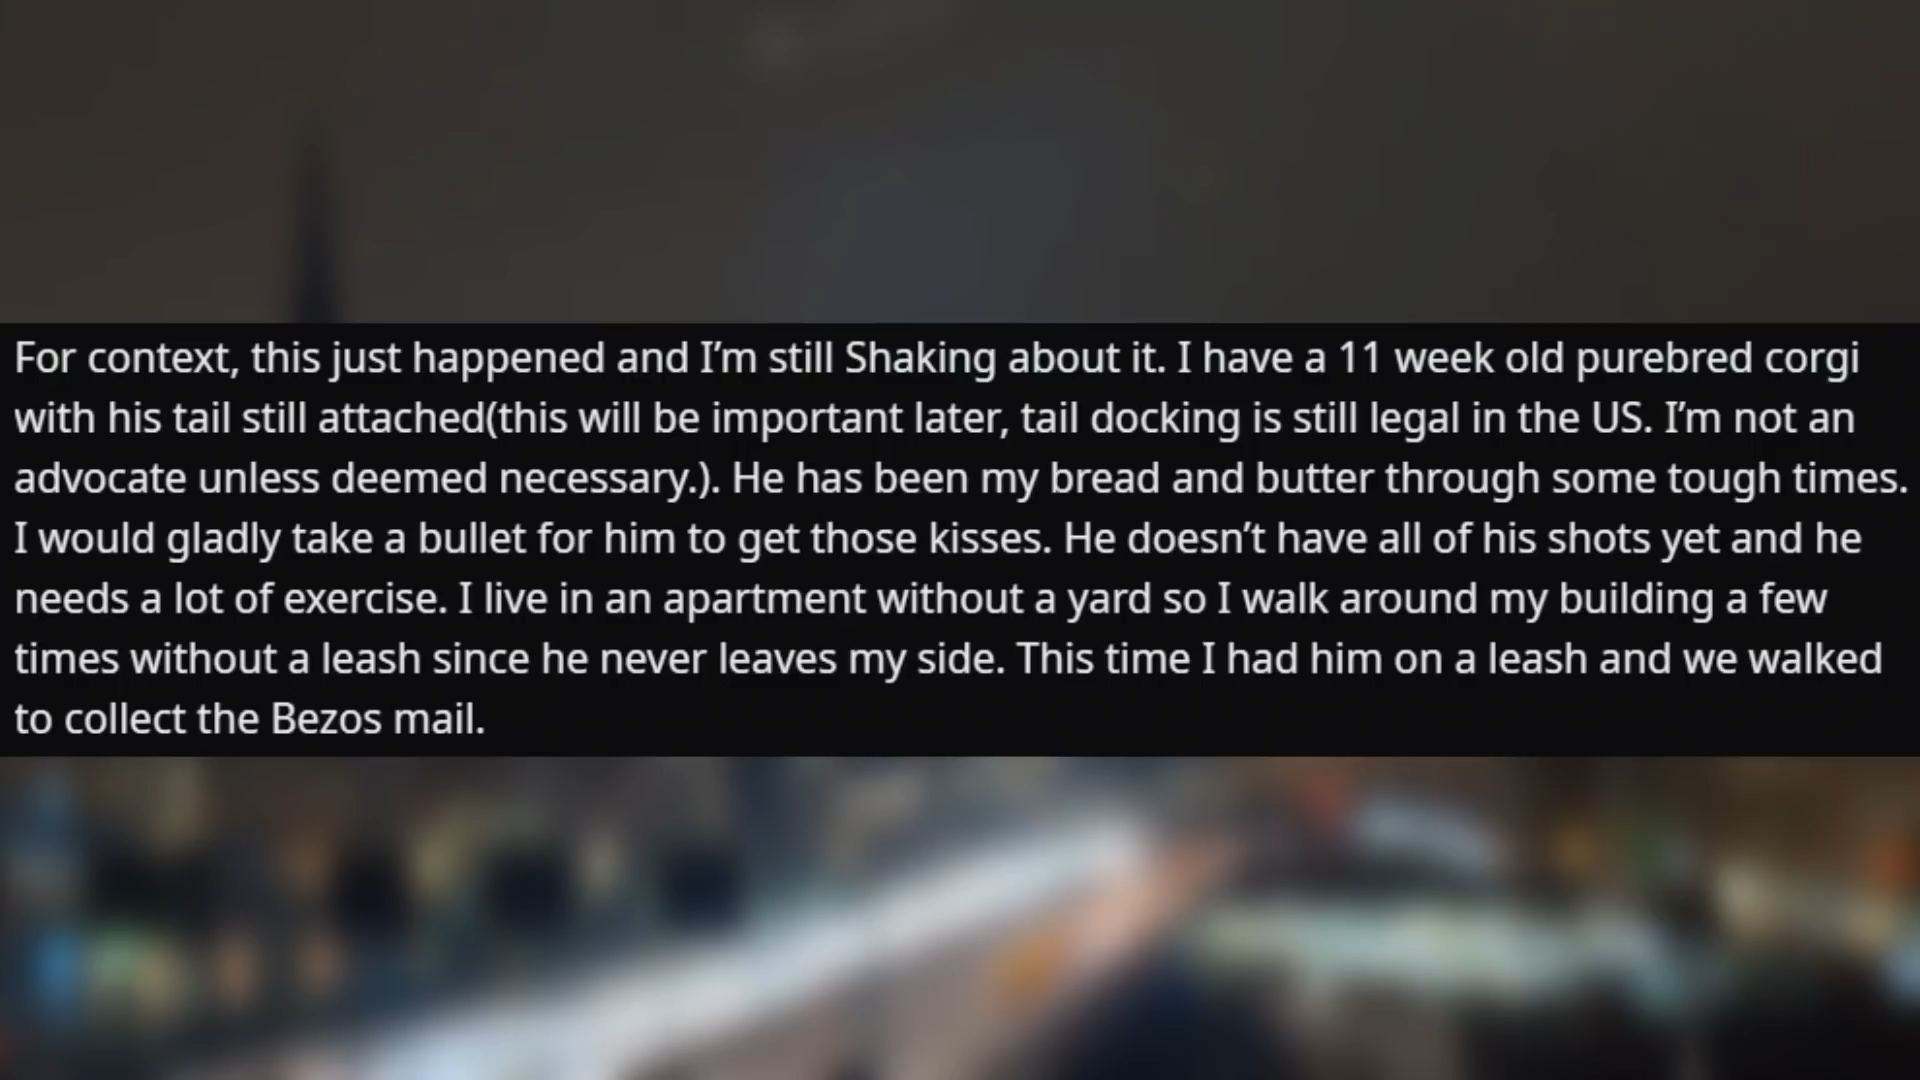 For context, this just happened and I’m still Shaking about it. I have a 11 week old purebred corgi
with his tail still attached(this will be important later, tail docking is still legal in the US. I’m not an
advocate unless deemed necessary.). He has been my bread and butter through some tough times.
I would gladly take a bullet for him to get those kisses. He doesn’t have all of his shots yet and he
needs a lot of exercise. I live in an apartment without a yard so I walk around my building a few
times without a leash since he never leaves my side. This time I had him on a leash and we walked
to collect the Bezos mail.